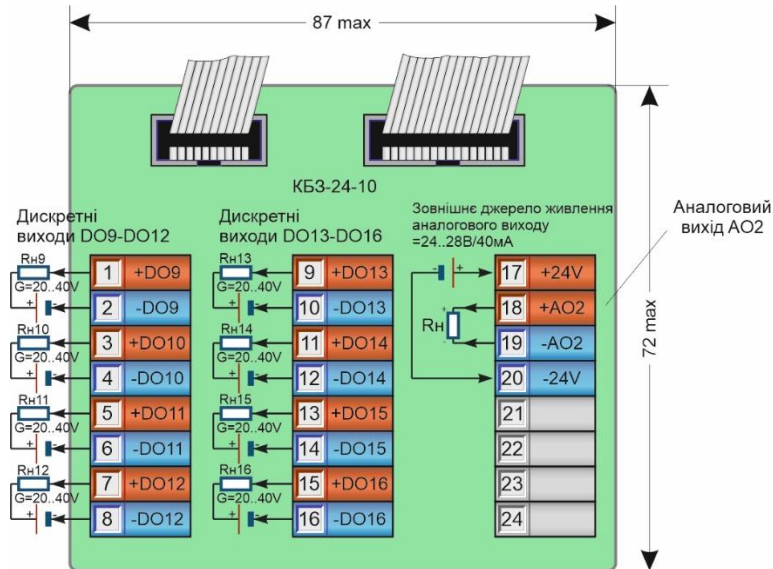 87 max
КБЗ-24-10
Дискретні
виходи DO9-DO12
Rн9
G=20..40V
+ -
1 +DO9
2 -DO9
Rн10
G=20..40V
+ -
3 +DO10
4 -DO10
Rн11
G=20..40V
+ -
5 +DO11
6 -DO11
Rн12
G=20..40V
+ -
7 +DO12
8 -DO12
Дискретні
виходи DO13-DO16
Rн13
G=20..40V
+ -
9 +DO13
10 -DO13
Rн14
G=20..40V
+ -
11 +DO14
12 -DO14
Rн15
G=20..40V
+ -
13 +DO15
14 -DO15
Rн16
G=20..40V
+ -
15 +DO16
16 -DO16
Зовнішнє джерело живлення
аналогового виходу
=24..28В/40мА
- +
17 +24V
+
Rн
-
18 +AO2
19 -AO2
20 -24V
21
22
23
24
Аналоговий
вихід АО2
72 max